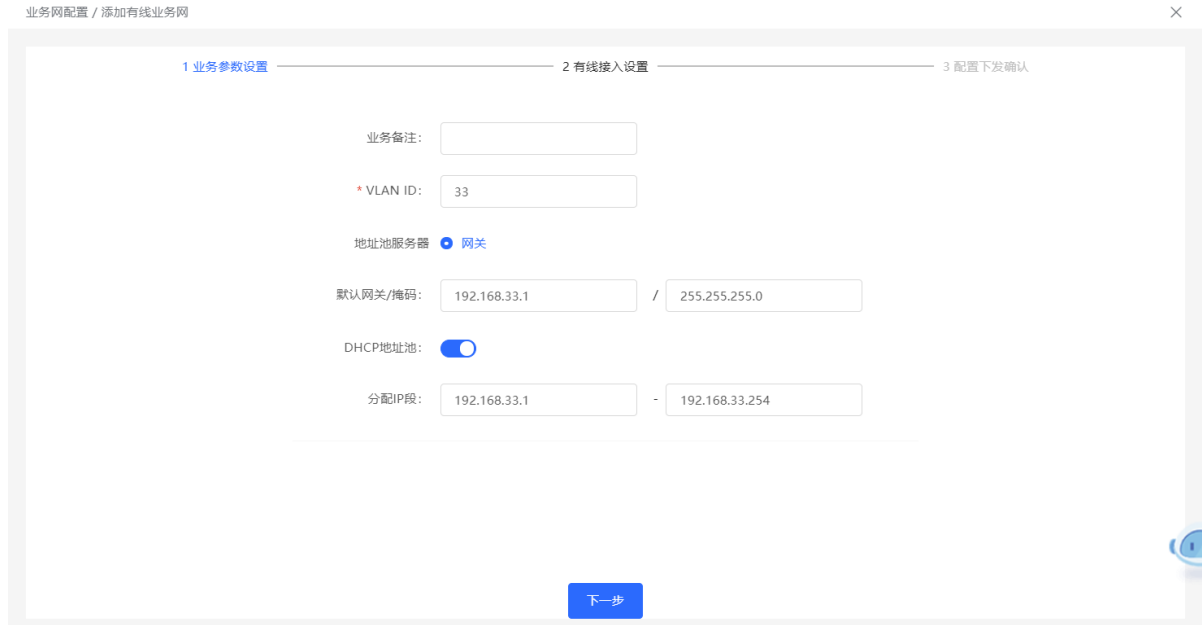 业务网配置 / 添加有线业务网
1 业务参数设置 2 有线接入设置 3 配置下发确认
业务备注：
* VLAN ID： 33
地址池服务器 网关
默认网关/掩码： 192.168.33.1 / 255.255.255.0
DHCP地址池：
分配IP段： 192.168.33.1 - 192.168.33.254
下一步